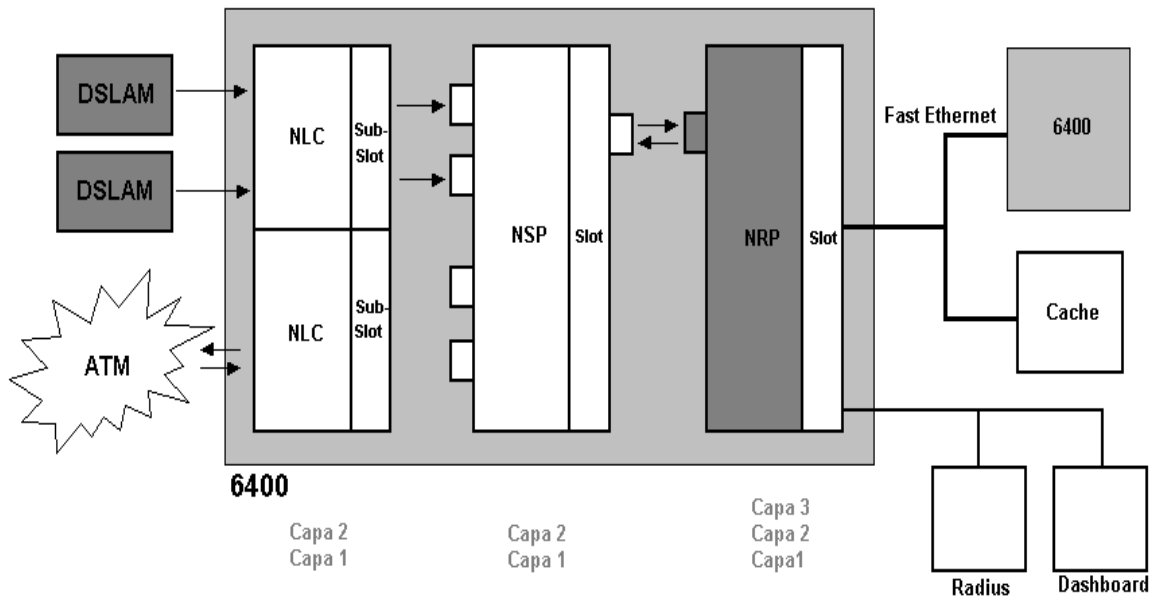 DSLAM
DSLAM
ATM
NLC
Sub-
Slot
NLC
Sub-
Slot
NSP
Slot
NRP
Slot
Fast Ethernet
6400
Cache
6400
Capa 2
Capa 1
Capa 2
Capa 1
Capa 3
Capa 2
Capa1
Radius
Dashboard